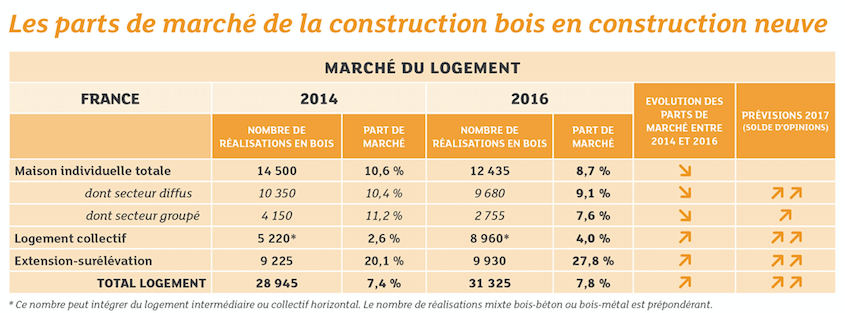 Les parts de marché de la construction bois en construction neuve
MARCHÉ DU LOGEMENT
FRANCE 2014 2016 EVOLUTION DES PARTS DE MARCHÉ ENTRE 2014 ET 2016 PRÉVISIONS 2017 (SOLDE D'OPINIONS)
NOMBRE DE RÉALISATIONS EN BOIS PART DE MARCHÉ NOMBRE DE RÉALISATIONS EN BOIS PART DE MARCHÉ
Maison individuelle totale 14 500 10,6 % 12 435 8,7 % ↘
dont secteur diffus 10 350 10,4 % 9 680 9,1 % ↘ ↗ ↗
dont secteur groupé 4 150 11,2 % 2 755 7,6 % ↘ ↗
Logement collectif 5 220* 2,6 % 8 960* 4,0 % ↗ ↗ ↗
Extension-surélévation 9 225 20,1 % 9 930 27,8 % ↗ ↗ ↗
TOTAL LOGEMENT 28 945 7,4 % 31 325 7,8 % ↗ ↗ ↗
* Ce nombre peut intégrer du logement intermédiaire ou collectif horizontal. Le nombre de réalisations mixte bois-béton ou bois-métal est prépondérant.